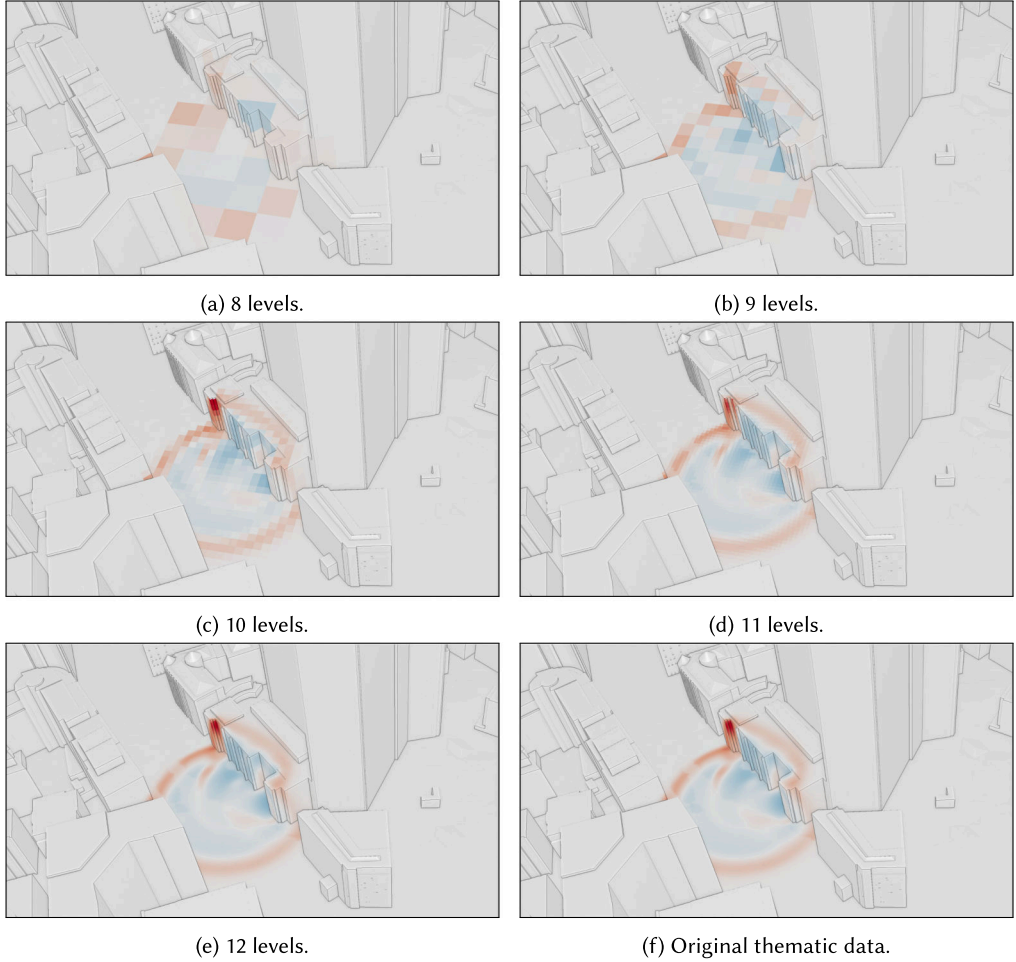 (a) 8 levels.
(b) 9 levels.
(c) 10 levels.
(d) 11 levels.
(e) 12 levels.
(f) Original thematic data.